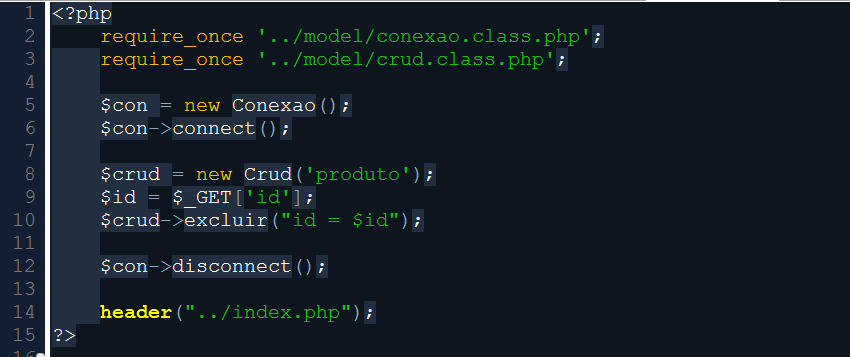 1 <?php
2 require_once '../model/conexao.class.php';
3 require_once '../model/crud.class.php';
4
5 $con = new Conexao();
6 $con->connect();
7
8 $crud = new Crud('produto');
9 $id = $_GET['id'];
10 $crud->excluir("id = $id");
11
12 $con->disconnect();
13
14 header("../index.php");
15 ?>
16